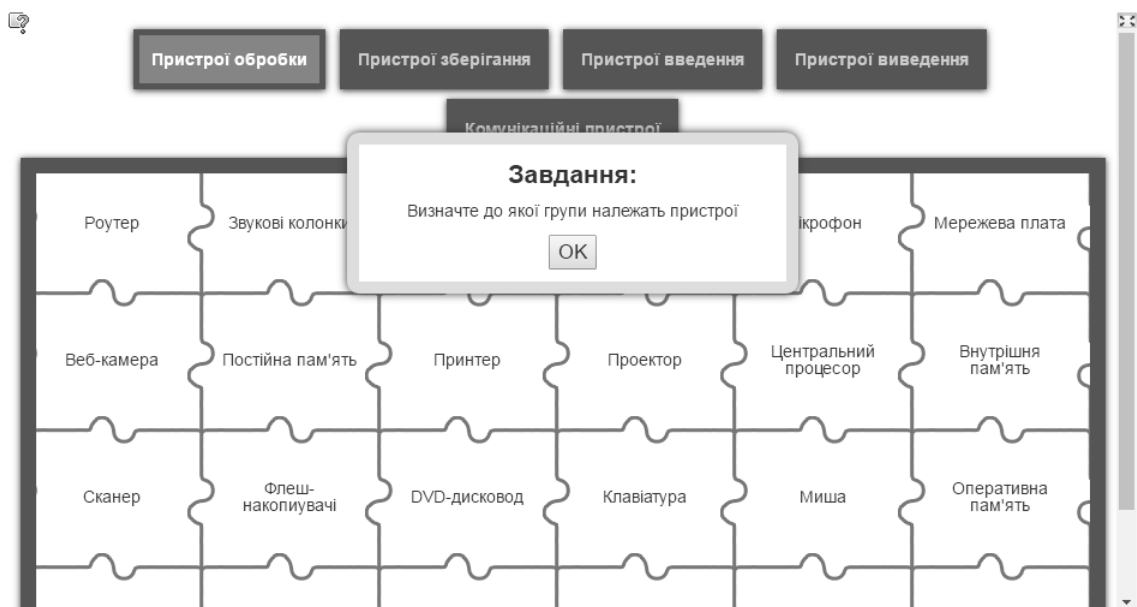 Пристрої обробки
Пристрої зберігання
Пристрої введення
Пристрої виведення
Комунікаційні пристрої
Завдання:
Визначте до якої групи належать пристрої
OK
Роутер
Звукові колонки
ікрофон
Мережева плата
Веб-камера
Постійна пам'ять
Принтер
Проектор
Центральний
процесор
Внутрішня
пам'ять
Сканер
Флеш-
накопиувачі
DVD-дисковод
Клавіатура
Миша
Оперативна
пам'ять